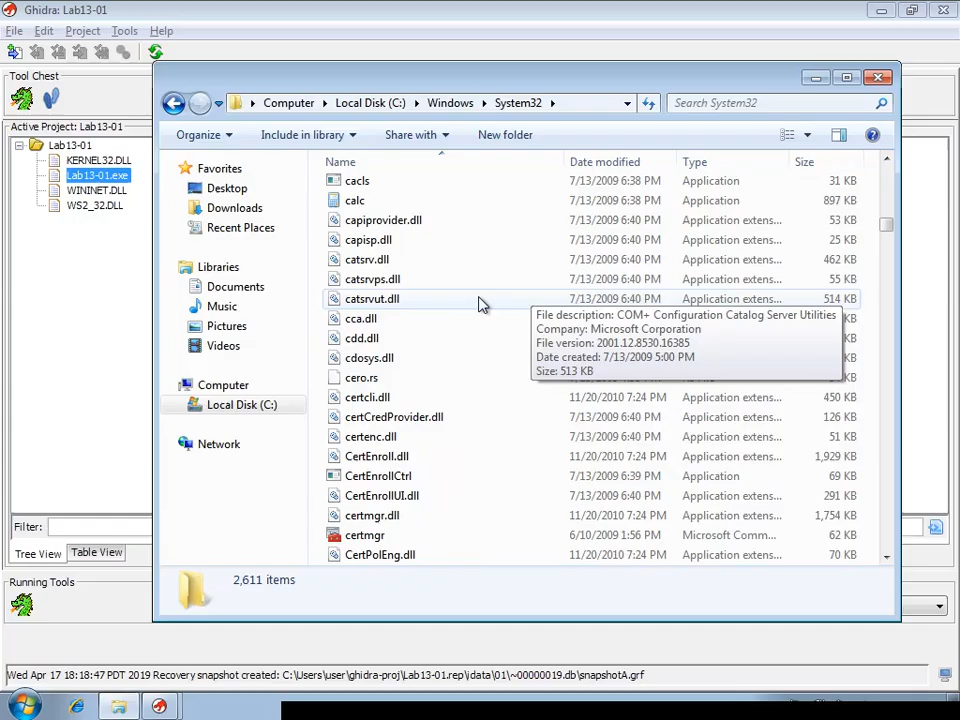 Ghidra: Lab13-01
File Edit Project Tools Help
Tool Chest
Active Project: Lab13-01
Lab13-01
KERNEL32.DLL
Lab13-01.exe
WININET.DLL
WS2_32.DLL
Filter:
Tree View Table View
Running Tools
Computer Local Disk (C:) Windows System32
Search System32
Organize Include in library Share with New folder
Favorites
Desktop
Downloads
Recent Places
Libraries
Documents
Music
Pictures
Videos
Computer
Local Disk (C:)
Network
Name Date modified Type Size
cacls 7/13/2009 6:38 PM Application 31 KB
calc 7/13/2009 6:38 PM Application 897 KB
capiprovider.dll 7/13/2009 6:40 PM Application extens... 53 KB
capisp.dll 7/13/2009 6:40 PM Application extens... 25 KB
catsrv.dll 7/13/2009 6:40 PM Application extens... 462 KB
catsrvps.dll 7/13/2009 6:40 PM Application extens... 55 KB
catsrvut.dll 7/13/2009 6:40 PM Application extens... 514 KB
cca.dll
cdd.dll
cdosys.dll
cero.rs
File description: COM+ Configuration Catalog Server Utilities
Company: Microsoft Corporation
File version: 2001.12.8530.16385
Date created: 7/13/2009 5:00 PM
Size: 513 KB
certcli.dll 11/20/2010 7:24 PM Application extens... 450 KB
certCredProvider.dll 7/13/2009 6:40 PM Application extens... 126 KB
certenc.dll 7/13/2009 6:40 PM Application extens... 51 KB
CertEnroll.dll 11/20/2010 7:24 PM Application extens... 1,929 KB
CertEnrollCtrl 7/13/2009 6:39 PM Application 69 KB
CertEnrollUI.dll 7/13/2009 6:40 PM Application extens... 291 KB
certmgr.dll 11/20/2010 7:24 PM Application extens... 1,754 KB
certmgr 6/10/2009 1:56 PM Microsoft Comm... 62 KB
CertPolEng.dll 11/20/2010 7:24 PM Application extens... 70 KB
2,611 items
Wed Apr 17 18:18:47 PDT 2019 Recovery snapshot created: C:\Users\user\ghidra-proj\Lab13-01.rep\data\01\~00000019.db\snapshotA.grf